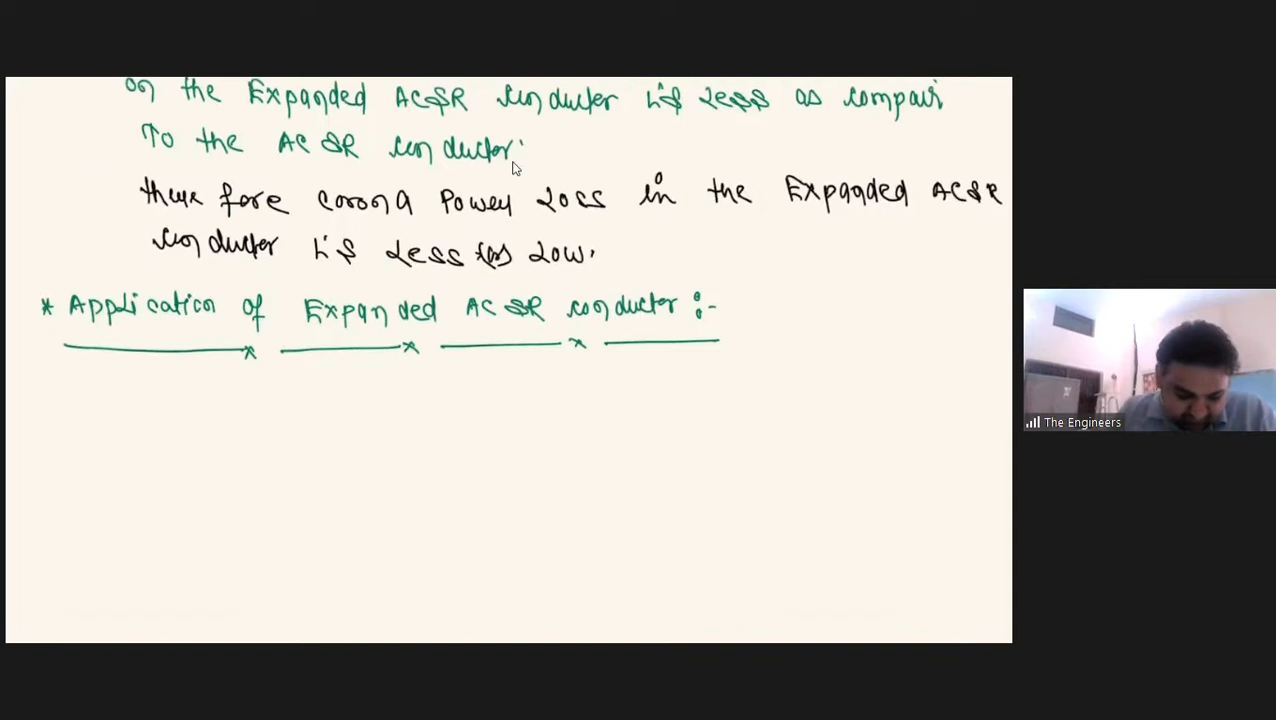 on the Expanded ACSR conductor is less as compair
To the ACSR conductor.
there fore corona Power Loss in the Expanded ACSR
conductor is Less (or) Low.
* Application of Expanded ACSR conductor :-
The Engineers